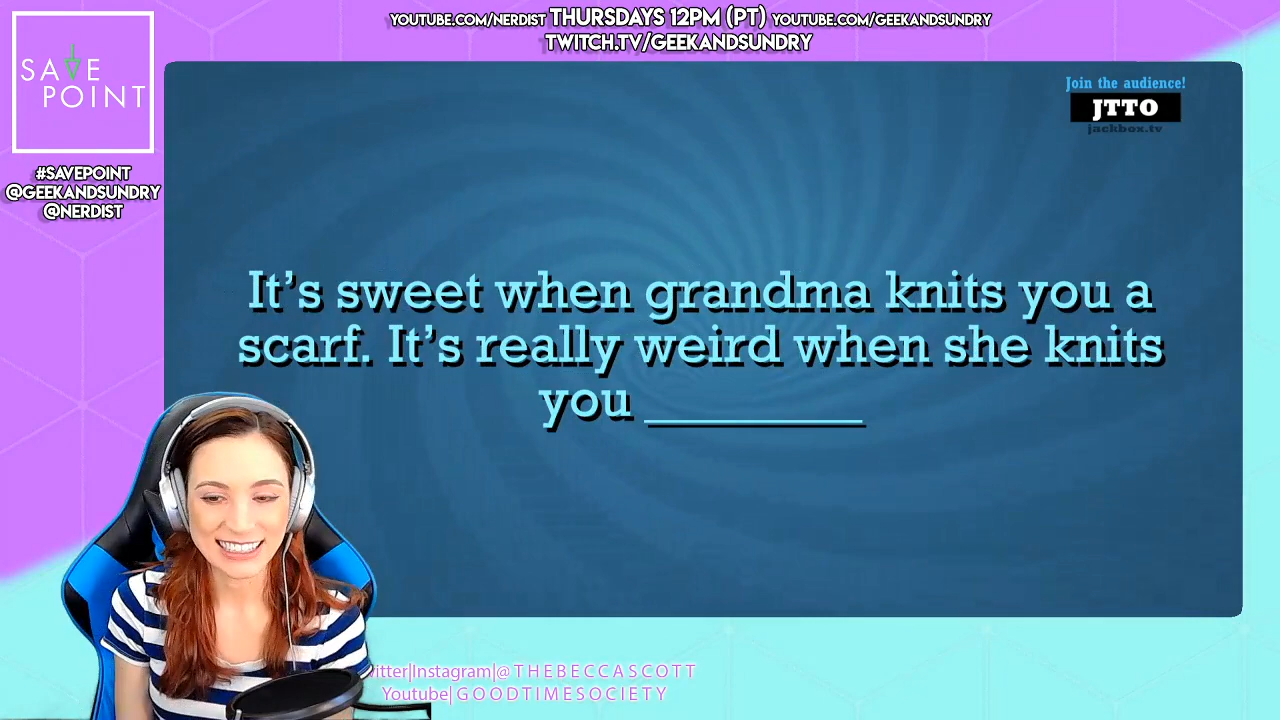 YOUTUBE.COM/NERDIST THURSDAYS 12PM (PT) YOUTUBE.COM/GEEKANDSUNDRY
TWITCH.TV/GEEKANDSUNDRY
SAVE
POINT
#SAVEPOINT
@GEEKANDSUNDRY
@NERDIST
Join the audience!
JTTO
jackbox.tv
It’s sweet when grandma knits you a
scarf. It’s really weird when she knits
you ________
itter|Instagram|@THEBECCASCOTT
Youtube|GOODTIMESOCIETY